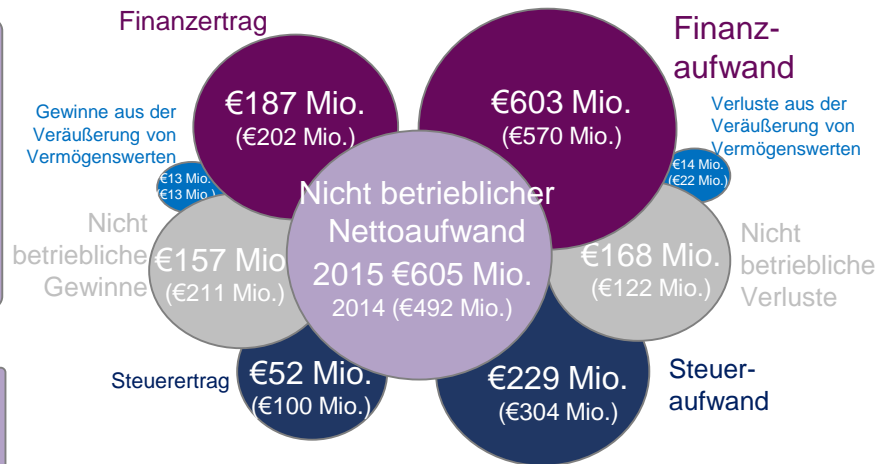 Finanzertrag
€187 Mio.
(€202 Mio.)
€603 Mio.
(€570 Mio.)
Finanz-
aufwand
Gewinne aus der
Veräußerung von
Vermögenswerten
€13 Mio.
(€13 Mio.)
Verluste aus der
Veräußerung von
Vermögenswerten
€14 Mio.
(€22 Mio.)
Nicht betrieblicher
Nettoaufwand
2015 €605 Mio.
2014 (€492 Mio.)
Nicht
betriebliche
Gewinne
€157 Mio
(€211 Mio.)
€168 Mio.
(€122 Mio.)
Nicht
betriebliche
Verluste
Steuerertrag
€52 Mio.
(€100 Mio.)
€229 Mio.
(€304 Mio.)
Steuer-
aufwand